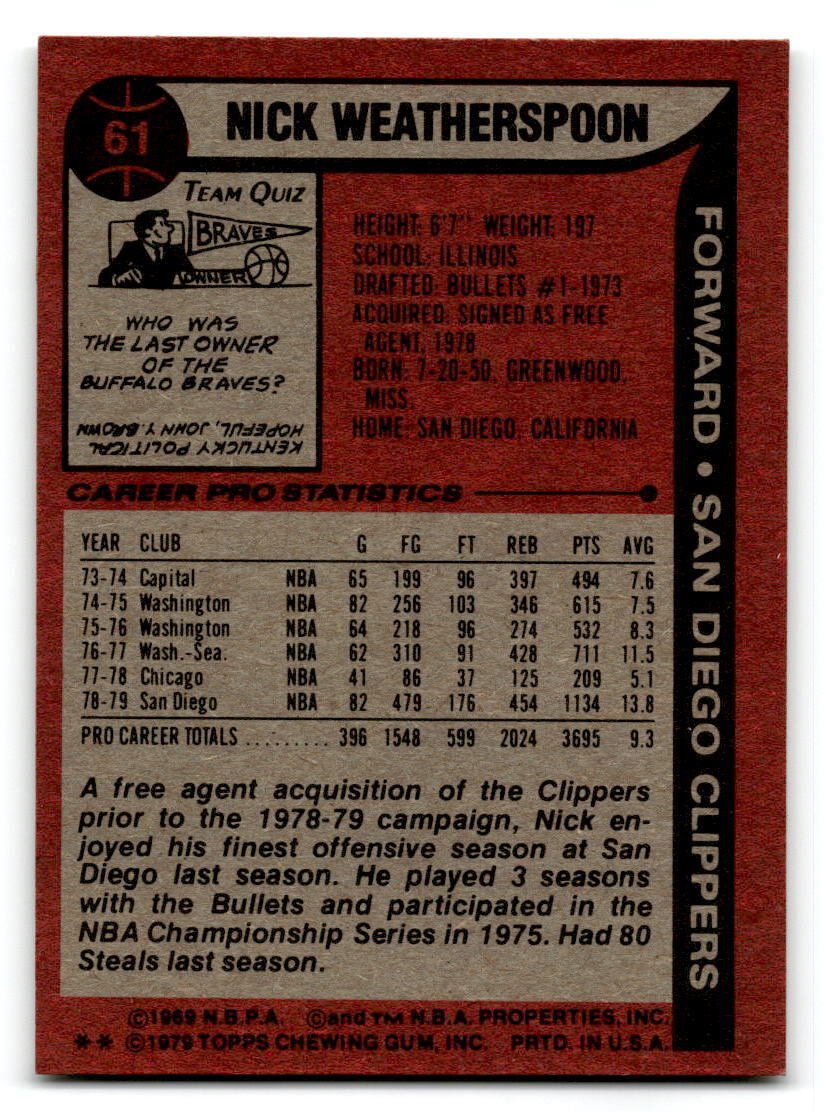 61
NICK WEATHERSPOON
TEAM QUIZ
BRAVES
OWNER
WHO WAS
THE LAST OWNER
OF THE
BUFFALO BRAVES?
KENTUCKY POLITICAL
HOPEFUL, JOHN Y. BROWN
HEIGHT: 6'7" WEIGHT: 197
SCHOOL: ILLINOIS
DRAFTED: BULLETS #1-1973
ACQUIRED: SIGNED AS FREE
AGENT, 1978
BORN: 7-20-50, GREENWOOD,
MISS.
HOME: SAN DIEGO, CALIFORNIA
FORWARD • SAN DIEGO CLIPPERS
CAREER PRO STATISTICS
YEAR CLUB G FG FT REB PTS AVG
73-74 Capital NBA 65 199 96 397 494 7.6
74-75 Washington NBA 82 256 103 346 615 7.5
75-76 Washington NBA 64 218 96 274 532 8.3
76-77 Wash.-Sea. NBA 62 310 91 428 711 11.5
77-78 Chicago NBA 41 86 37 125 209 5.1
78-79 San Diego NBA 82 479 176 454 1134 13.8
PRO CAREER TOTALS ......... 396 1548 599 2024 3695 9.3
A free agent acquisition of the Clippers
prior to the 1978-79 campaign, Nick en-
joyed his finest offensive season at San
Diego last season. He played 3 seasons
with the Bullets and participated in the
NBA Championship Series in 1975. Had 80
Steals last season.
©1969 N.B.P.A. ©and TM N.B.A. PROPERTIES, INC.
** ©1979 TOPPS CHEWING GUM, INC. PRTD. IN U.S.A.